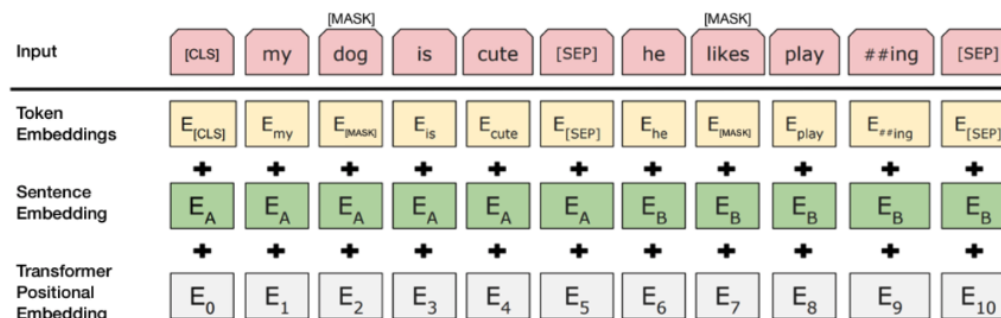 [MASK] [MASK]
Input [CLS] my dog is cute [SEP] he likes play ##ing [SEP]
Token
Embeddings
E[CLS] Emy E[MASK] Eis Ecute E[SEP] Ehe E[MASK] Eplay E##ing E[SEP]
+ + + + + + + + + + +
Sentence
Embedding
EA EA EA EA EA EA EB EB EB EB EB
+ + + + + + + + + + +
Transformer
Positional
Embedding
E0 E1 E2 E3 E4 E5 E6 E7 E8 E9 E10